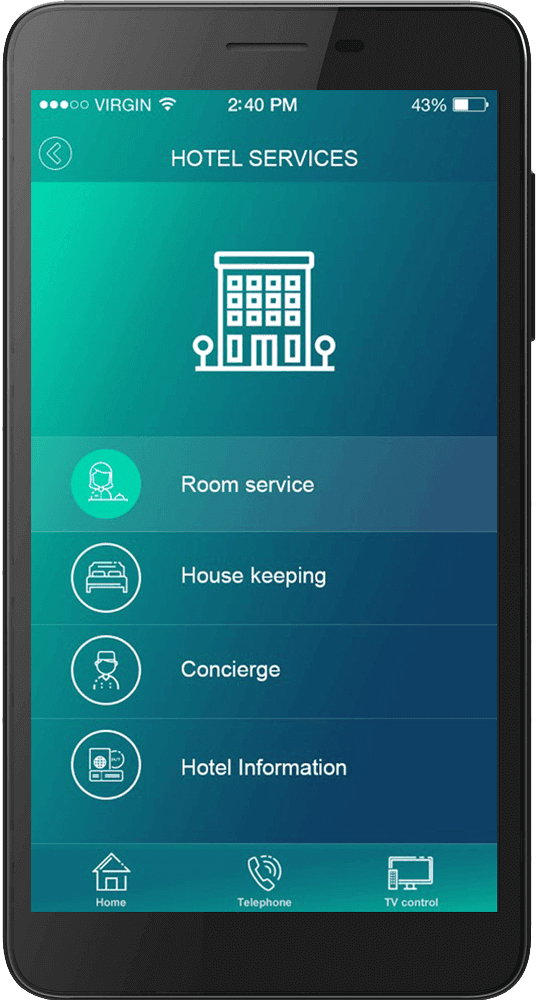 VIRGIN 2:40 PM 43%
HOTEL SERVICES
Room service
House keeping
Concierge
Hotel Information
Home Telephone TV control